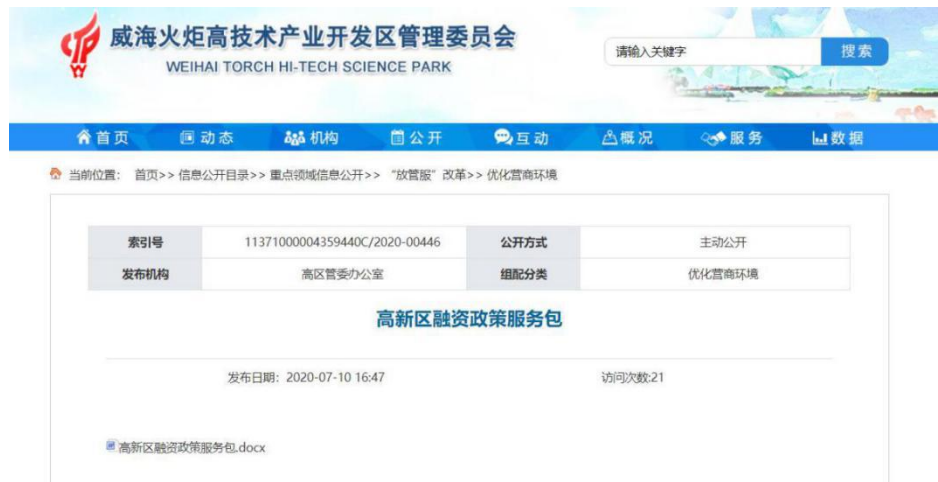 威海火炬高技术产业开发区管理委员会
WEIHAI TORCH HI-TECH SCIENCE PARK
请输入关键字 搜索
首页 动态 机构 公开 互动 概况 服务 数据
当前位置: 首页>> 信息公开目录>> 重点领域信息公开>> “放管服”改革>> 优化营商环境
索引号 11371000004359440C/2020-00446 公开方式 主动公开
发布机构 高区管委办公室 组配分类 优化营商环境
高新区融资政策服务包
发布日期: 2020-07-10 16:47 访问次数:21
高新区融资政策服务包.docx